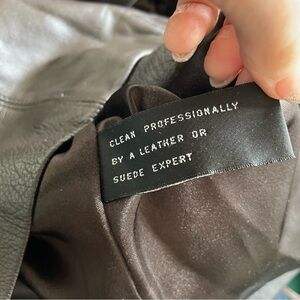 CLEAN PROFESSIONALLY
BY A LEATHER OR
SUEDE EXPERT